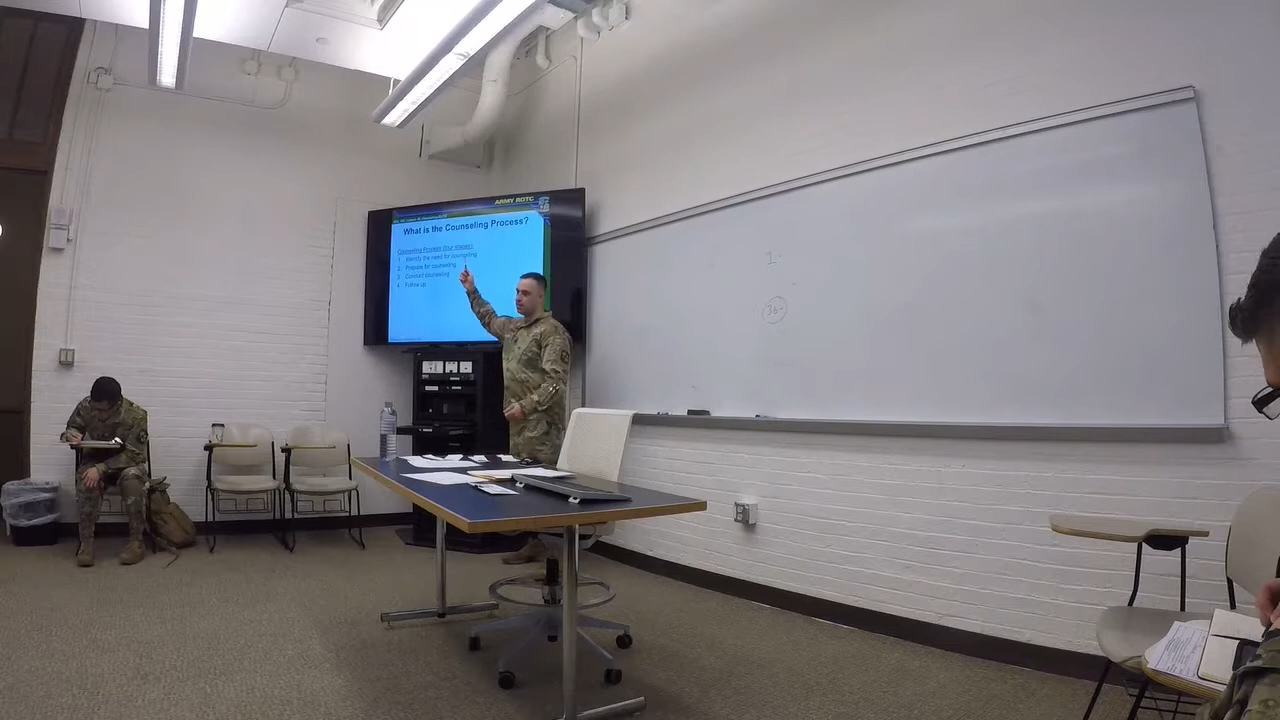 ARMY ROTC
What is the Counseling Process?
Counseling Process (four stages):
1. Identify the need for counseling
2. Prepare for counseling
3. Conduct counseling
4. Follow up